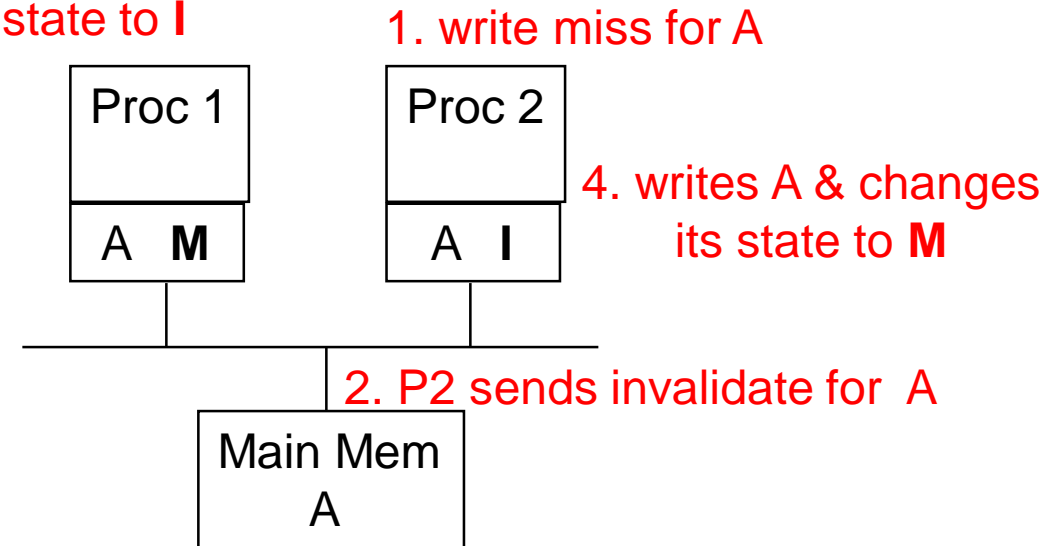 state to I
1. write miss for A
Proc 1
Proc 2
4. writes A & changes
its state to M
A M
A I
2. P2 sends invalidate for A
Main Mem
A